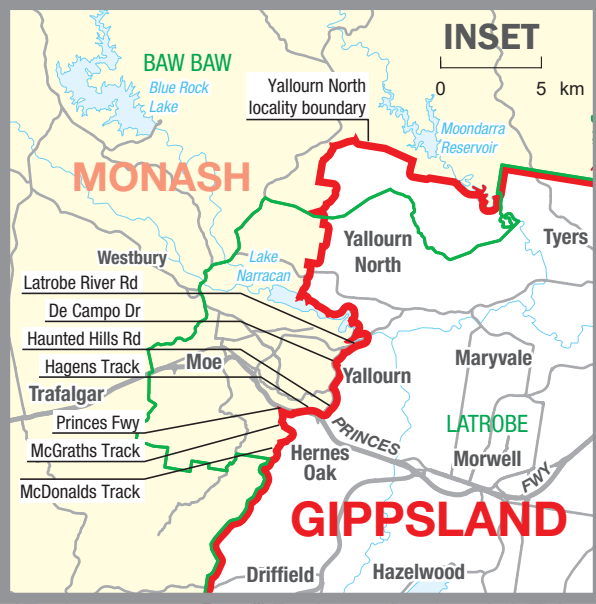 INSET
0 5 km
BAW BAW
Blue Rock
Lake
Yallourn North
locality boundary
Moondarra
Reservoir
MONASH
Yallourn
North
Tyers
Westbury
Lake
Narracan
Latrobe River Rd
De Campo Dr
Haunted Hills Rd
Hagens Track
Moe
Maryvale
Yallourn
Trafalgar
Princes Fwy
McGraths Track
McDonalds Track
PRINCES
FWY
LATROBE
Hernes
Oak
Morwell
GIPPSLAND
Driffield
Hazelwood